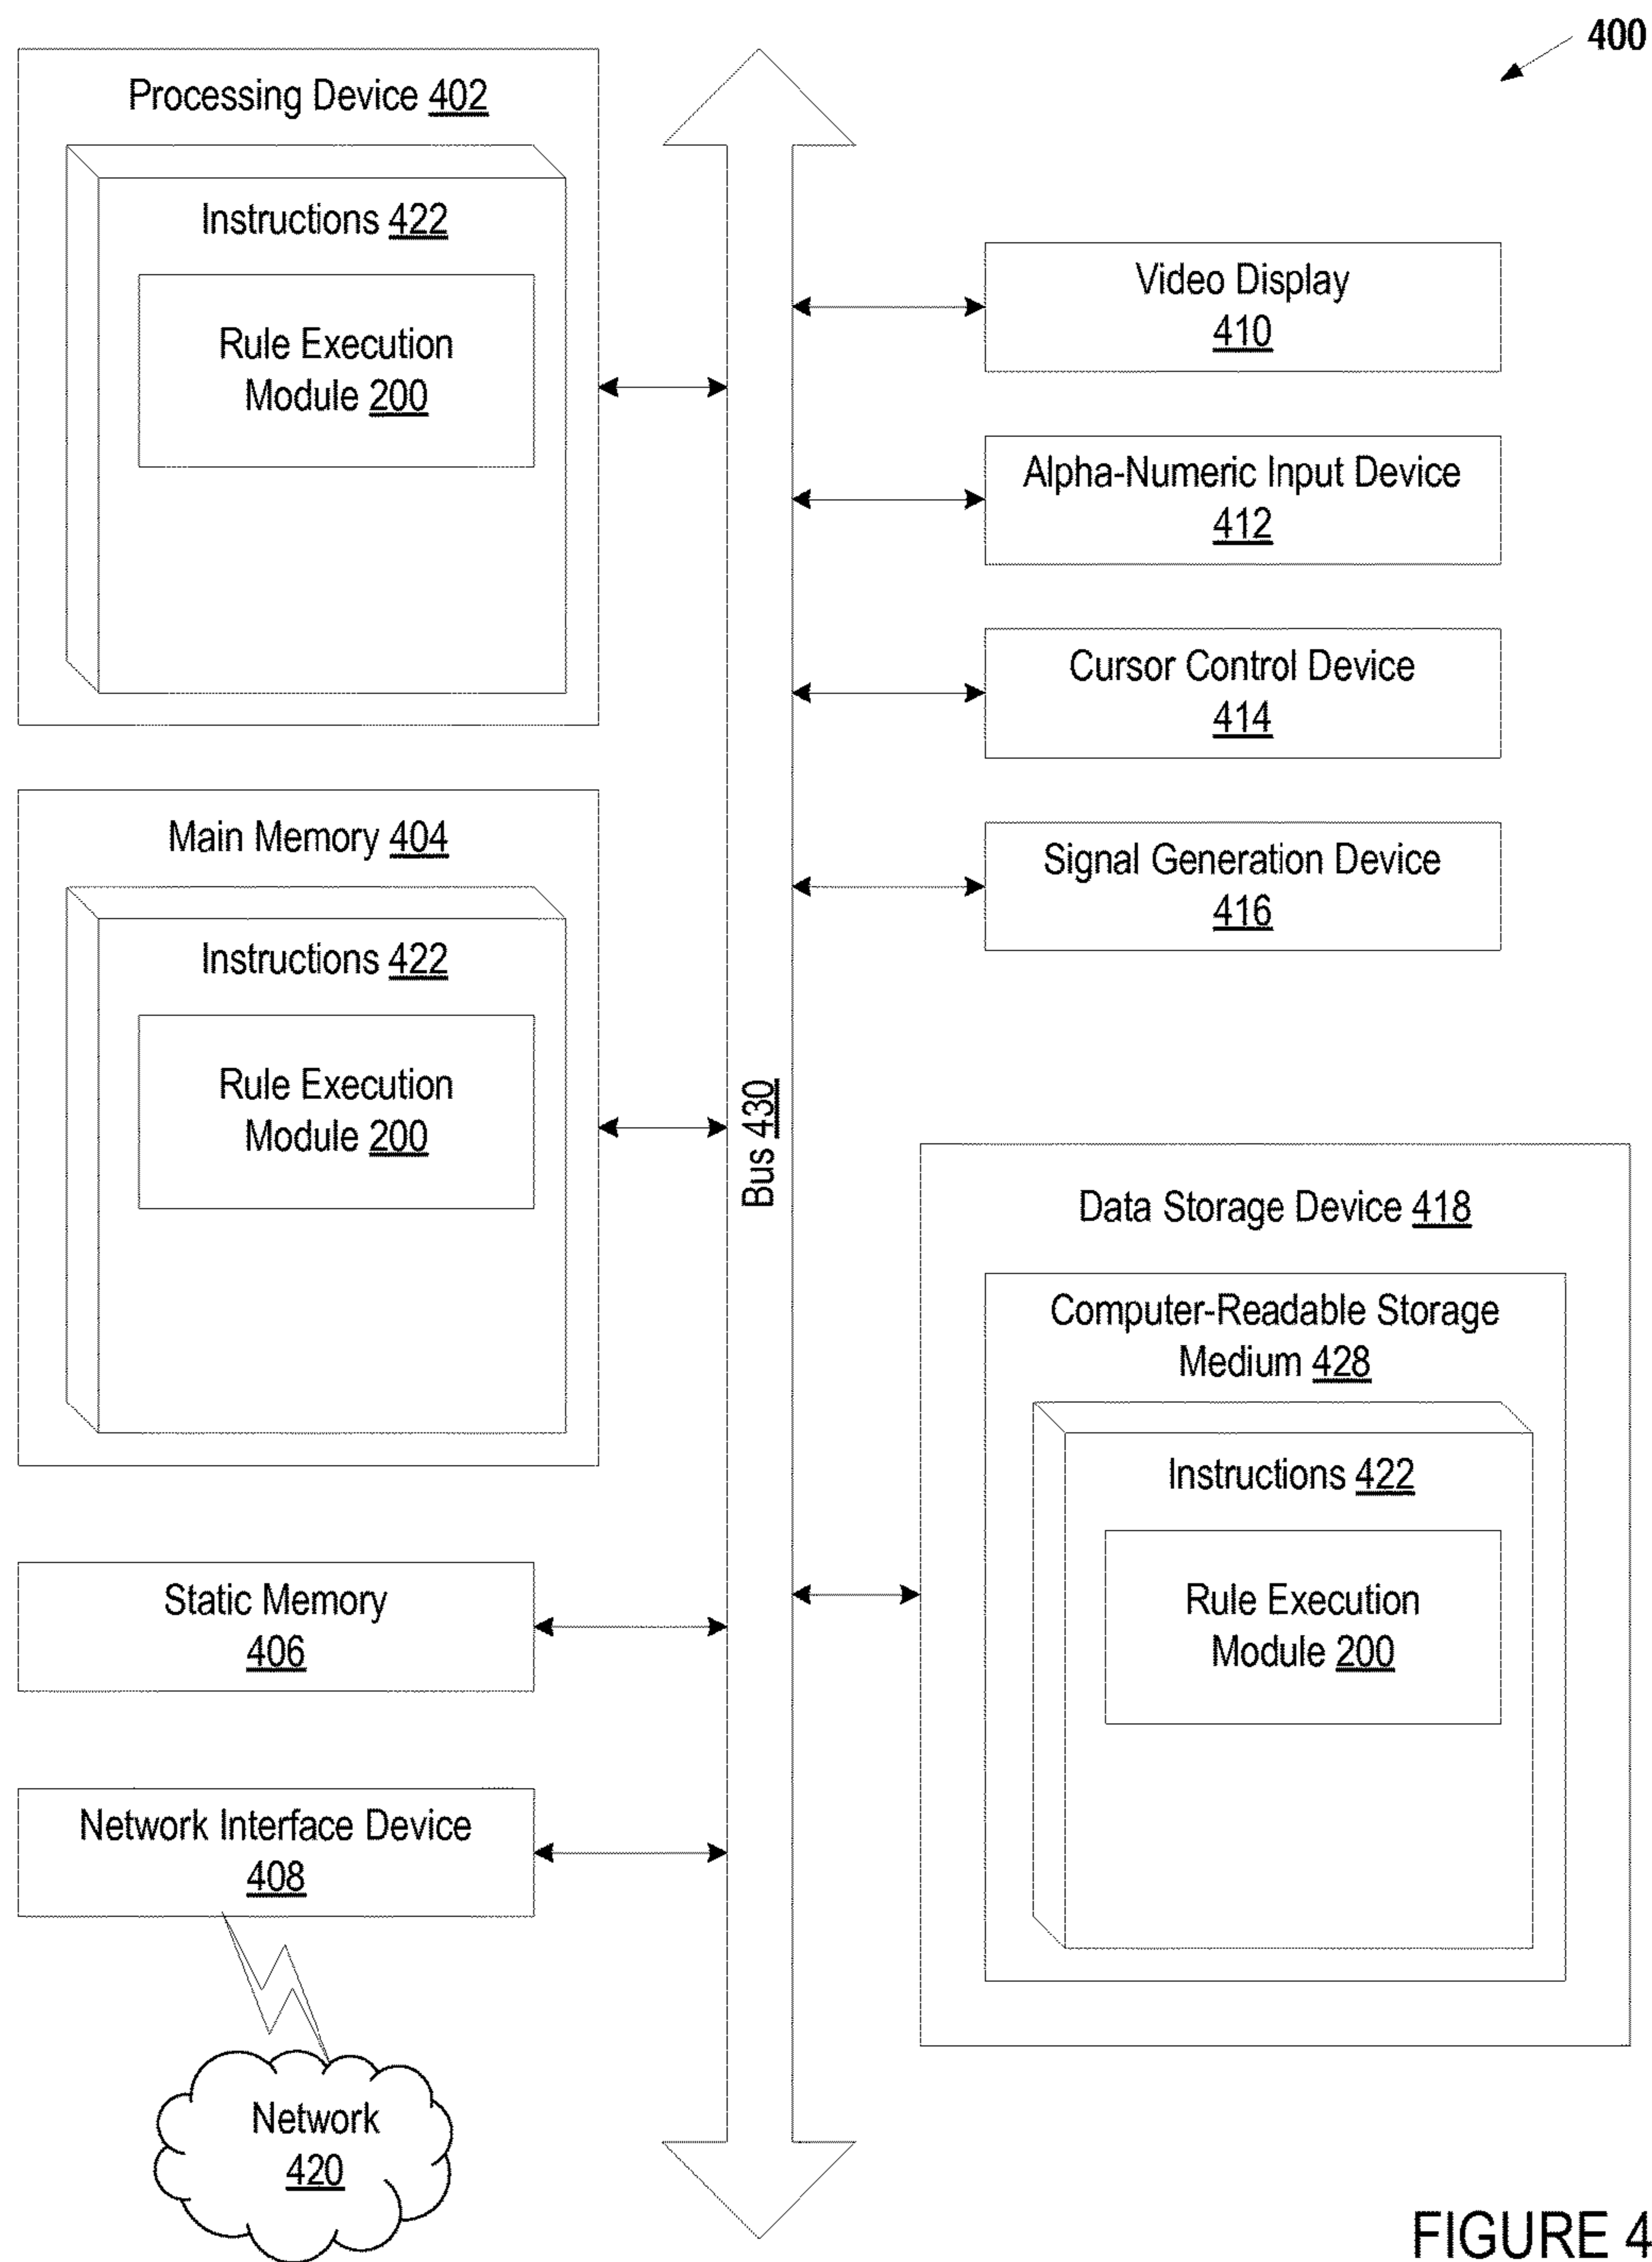 400
Processing Device 402
Instructions 422
Rule Execution
Module 200
Main Memory 404
Instructions 422
Rule Execution
Module 200
Static Memory
406
Network Interface Device
408
Network
420
Bus 430
Video Display
410
Alpha-Numeric Input Device
412
Cursor Control Device
414
Signal Generation Device
416
Data Storage Device 418
Computer-Readable Storage
Medium 428
Instructions 422
Rule Execution
Module 200
FIGURE 4